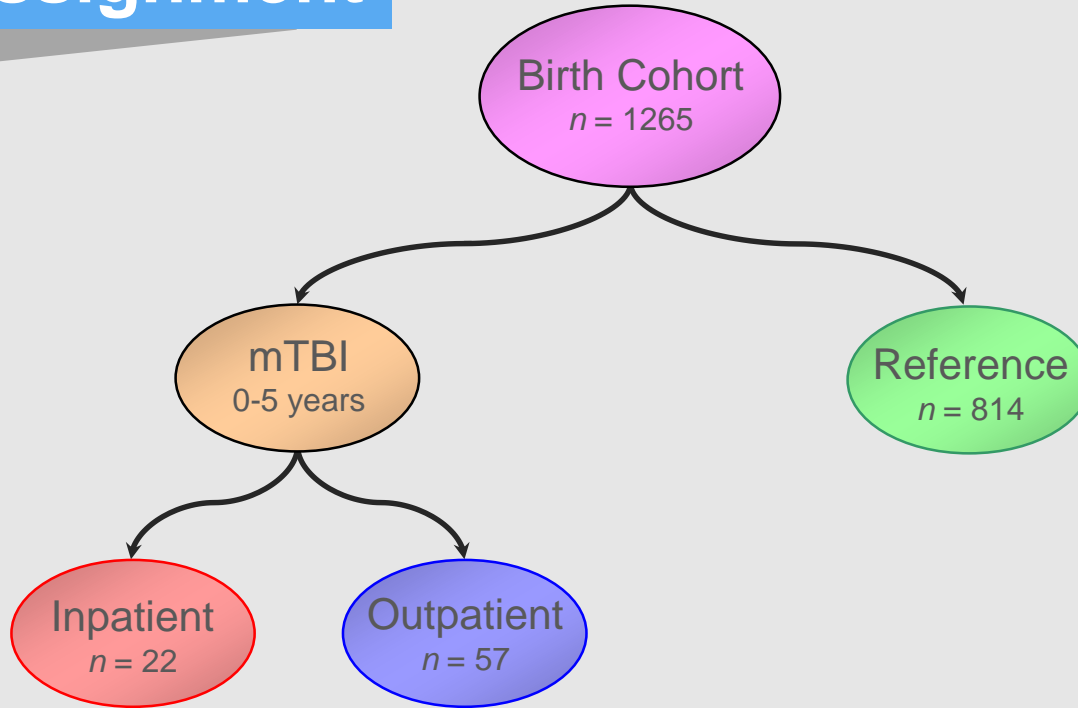 Birth Cohort
n = 1265
mTBI
0-5 years
Reference
n = 814
Inpatient
n = 22
Outpatient
n = 57